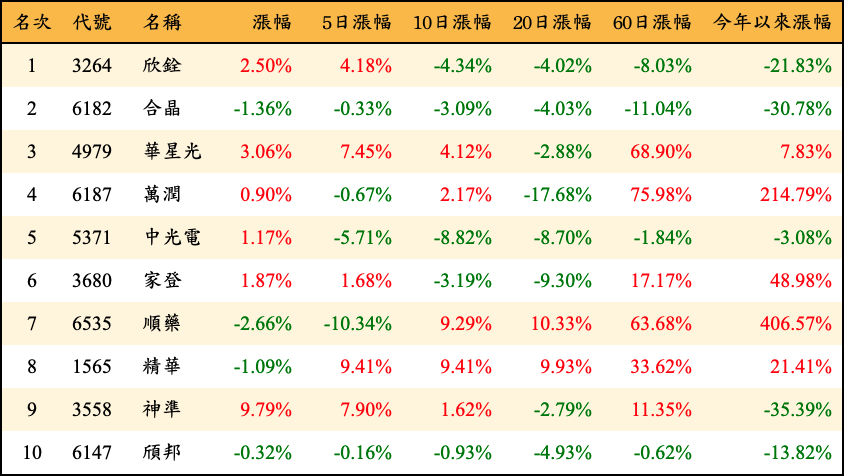 名次 代號 名稱 漲幅 5日漲幅 10日漲幅 20日漲幅 60日漲幅 今年以來漲幅
1 3264 欣銓 2.50% 4.18% -4.34% -4.02% -8.03% -21.83%
2 6182 合晶 -1.36% -0.33% -3.09% -4.03% -11.04% -30.78%
3 4979 華星光 3.06% 7.45% 4.12% -2.88% 68.90% 7.83%
4 6187 萬潤 0.90% -0.67% 2.17% -17.68% 75.98% 214.79%
5 5371 中光電 1.17% -5.71% -8.82% -8.70% -1.84% -3.08%
6 3680 家登 1.87% 1.68% -3.19% -9.30% 17.17% 48.98%
7 6535 順藥 -2.66% -10.34% 9.29% 10.33% 63.68% 406.57%
8 1565 精華 -1.09% 9.41% 9.41% 9.93% 33.62% 21.41%
9 3558 神準 9.79% 7.90% 1.62% -2.79% 11.35% -35.39%
10 6147 頎邦 -0.32% -0.16% -0.93% -4.93% -0.62% -13.82%